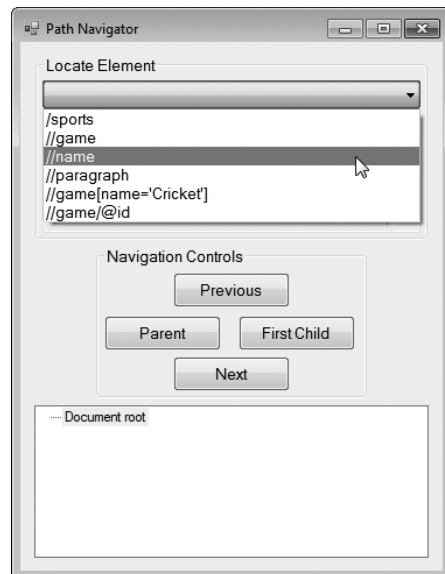 Path Navigator
Locate Element
/sports
//game
//name
//paragraph
//game[name='Cricket']
//game/@id
Navigation Controls
Previous
Parent First Child
Next
Document root